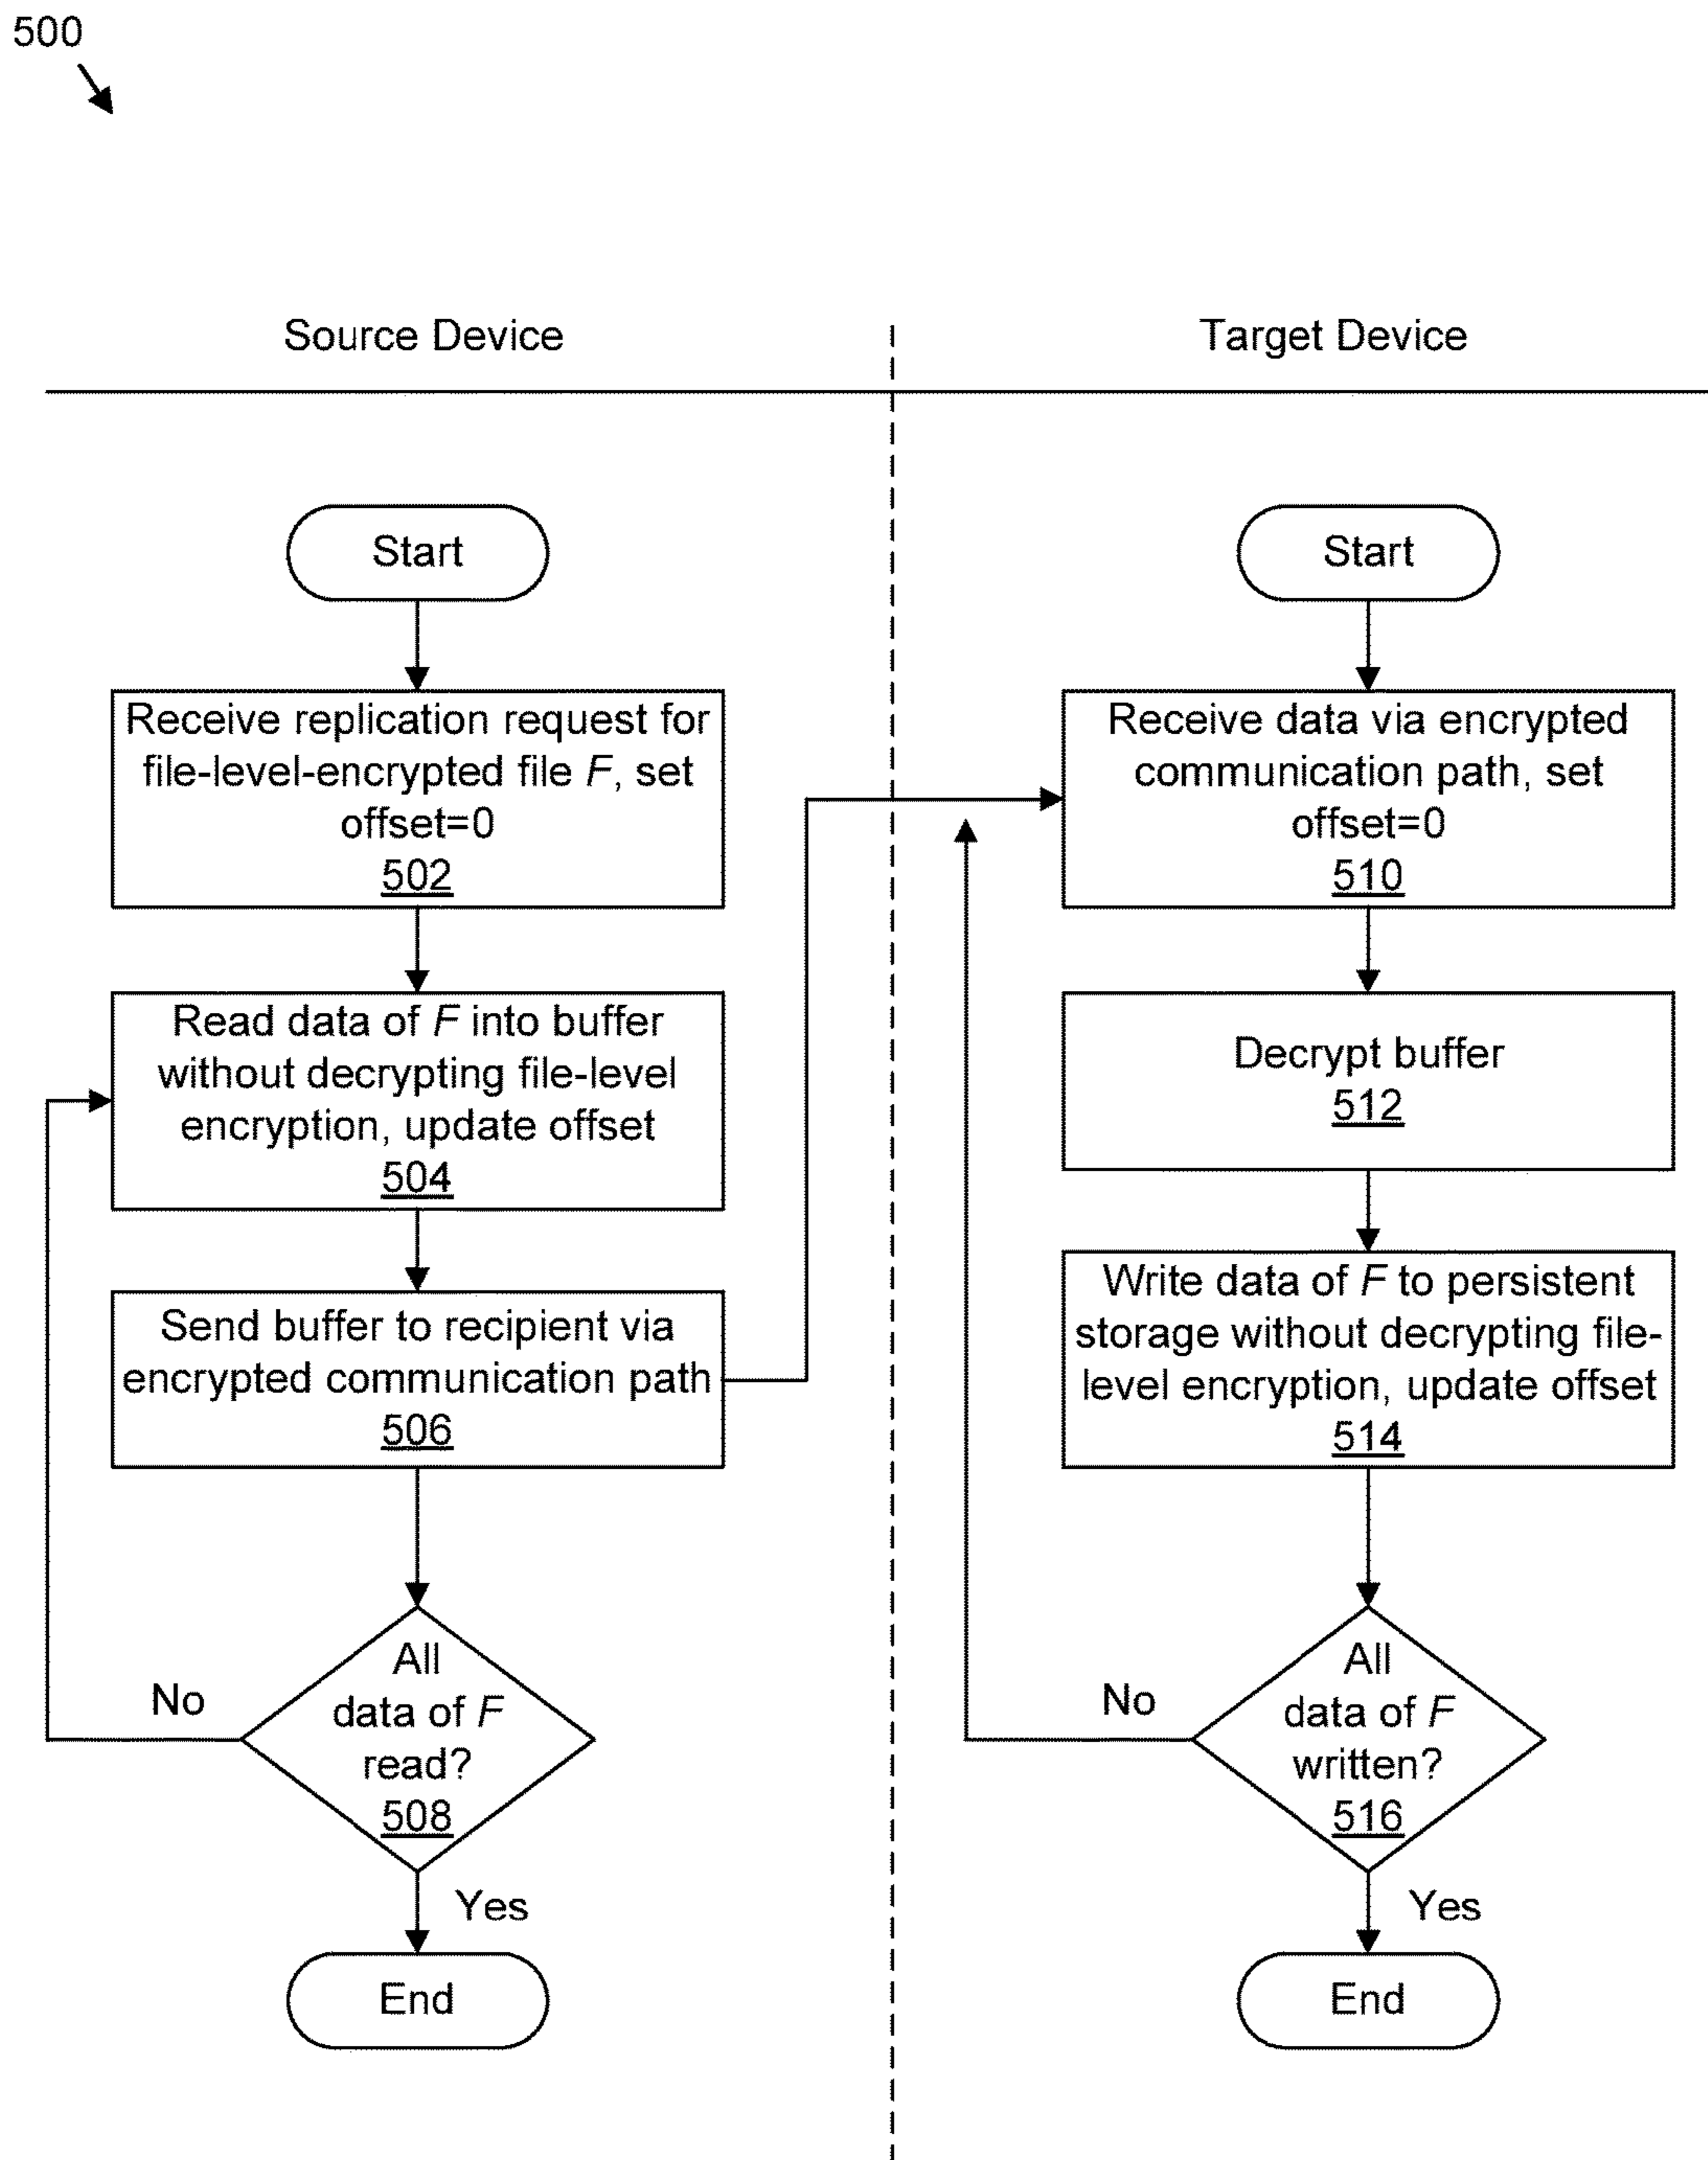 500
Source Device
Target Device
Start
Receive replication request for
file-level-encrypted file F, set
offset=0
502
Read data of F into buffer
without decrypting file-level
encryption, update offset
504
Send buffer to recipient via
encrypted communication path
506
All
data of F
read?
508
No
Yes
End
Start
Receive data via encrypted
communication path, set
offset=0
510
Decrypt buffer
512
Write data of F to persistent
storage without decrypting file-
level encryption, update offset
514
All
data of F
written?
516
No
Yes
End